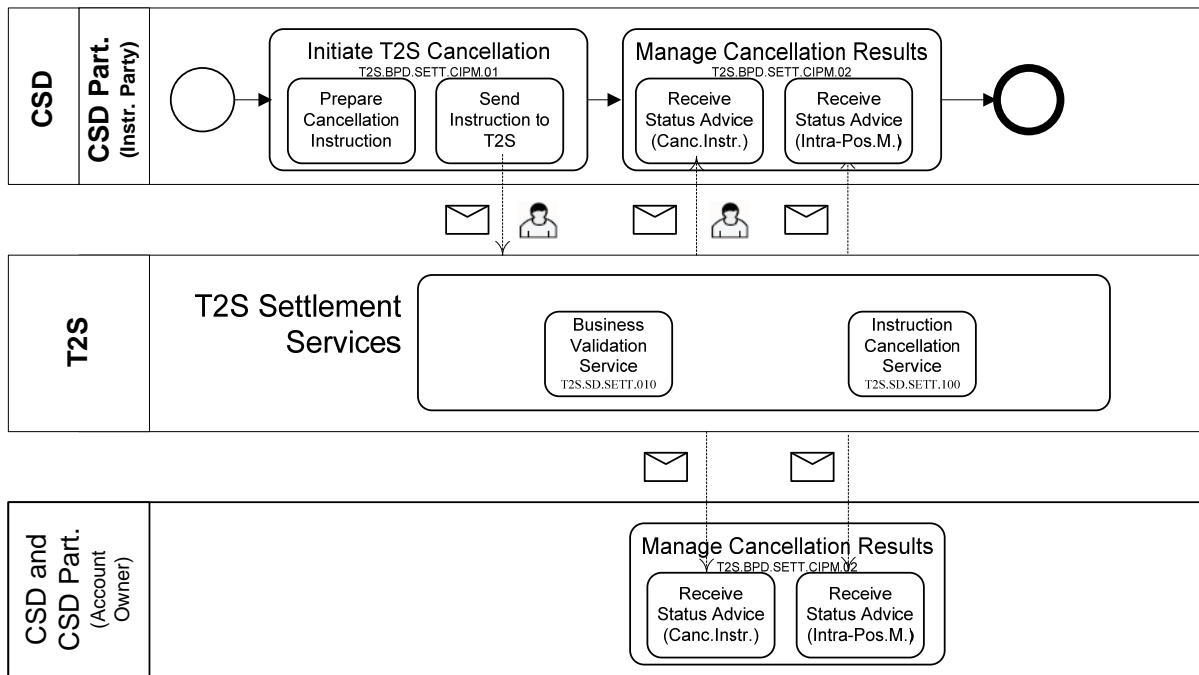 CSD
CSD Part.
(Instr. Party)
Initiate T2S Cancellation
T2S.BPD.SETT.CIPM.01
Prepare
Cancellation
Instruction
Send
Instruction to
T2S
Manage Cancellation Results
T2S.BPD.SETT.CIPM.02
Receive
Status Advice
(Canc.Instr.)
Receive
Status Advice
(Intra-Pos.M.)
T2S
T2S Settlement
Services
Business
Validation
Service
T2S.SD.SETT.010
Instruction
Cancellation
Service
T2S.SD.SETT.100
CSD and
CSD Part.
(Account
Owner)
Manage Cancellation Results
T2S.BPD.SETT.CIPM.02
Receive
Status Advice
(Canc.Instr.)
Receive
Status Advice
(Intra-Pos.M.)